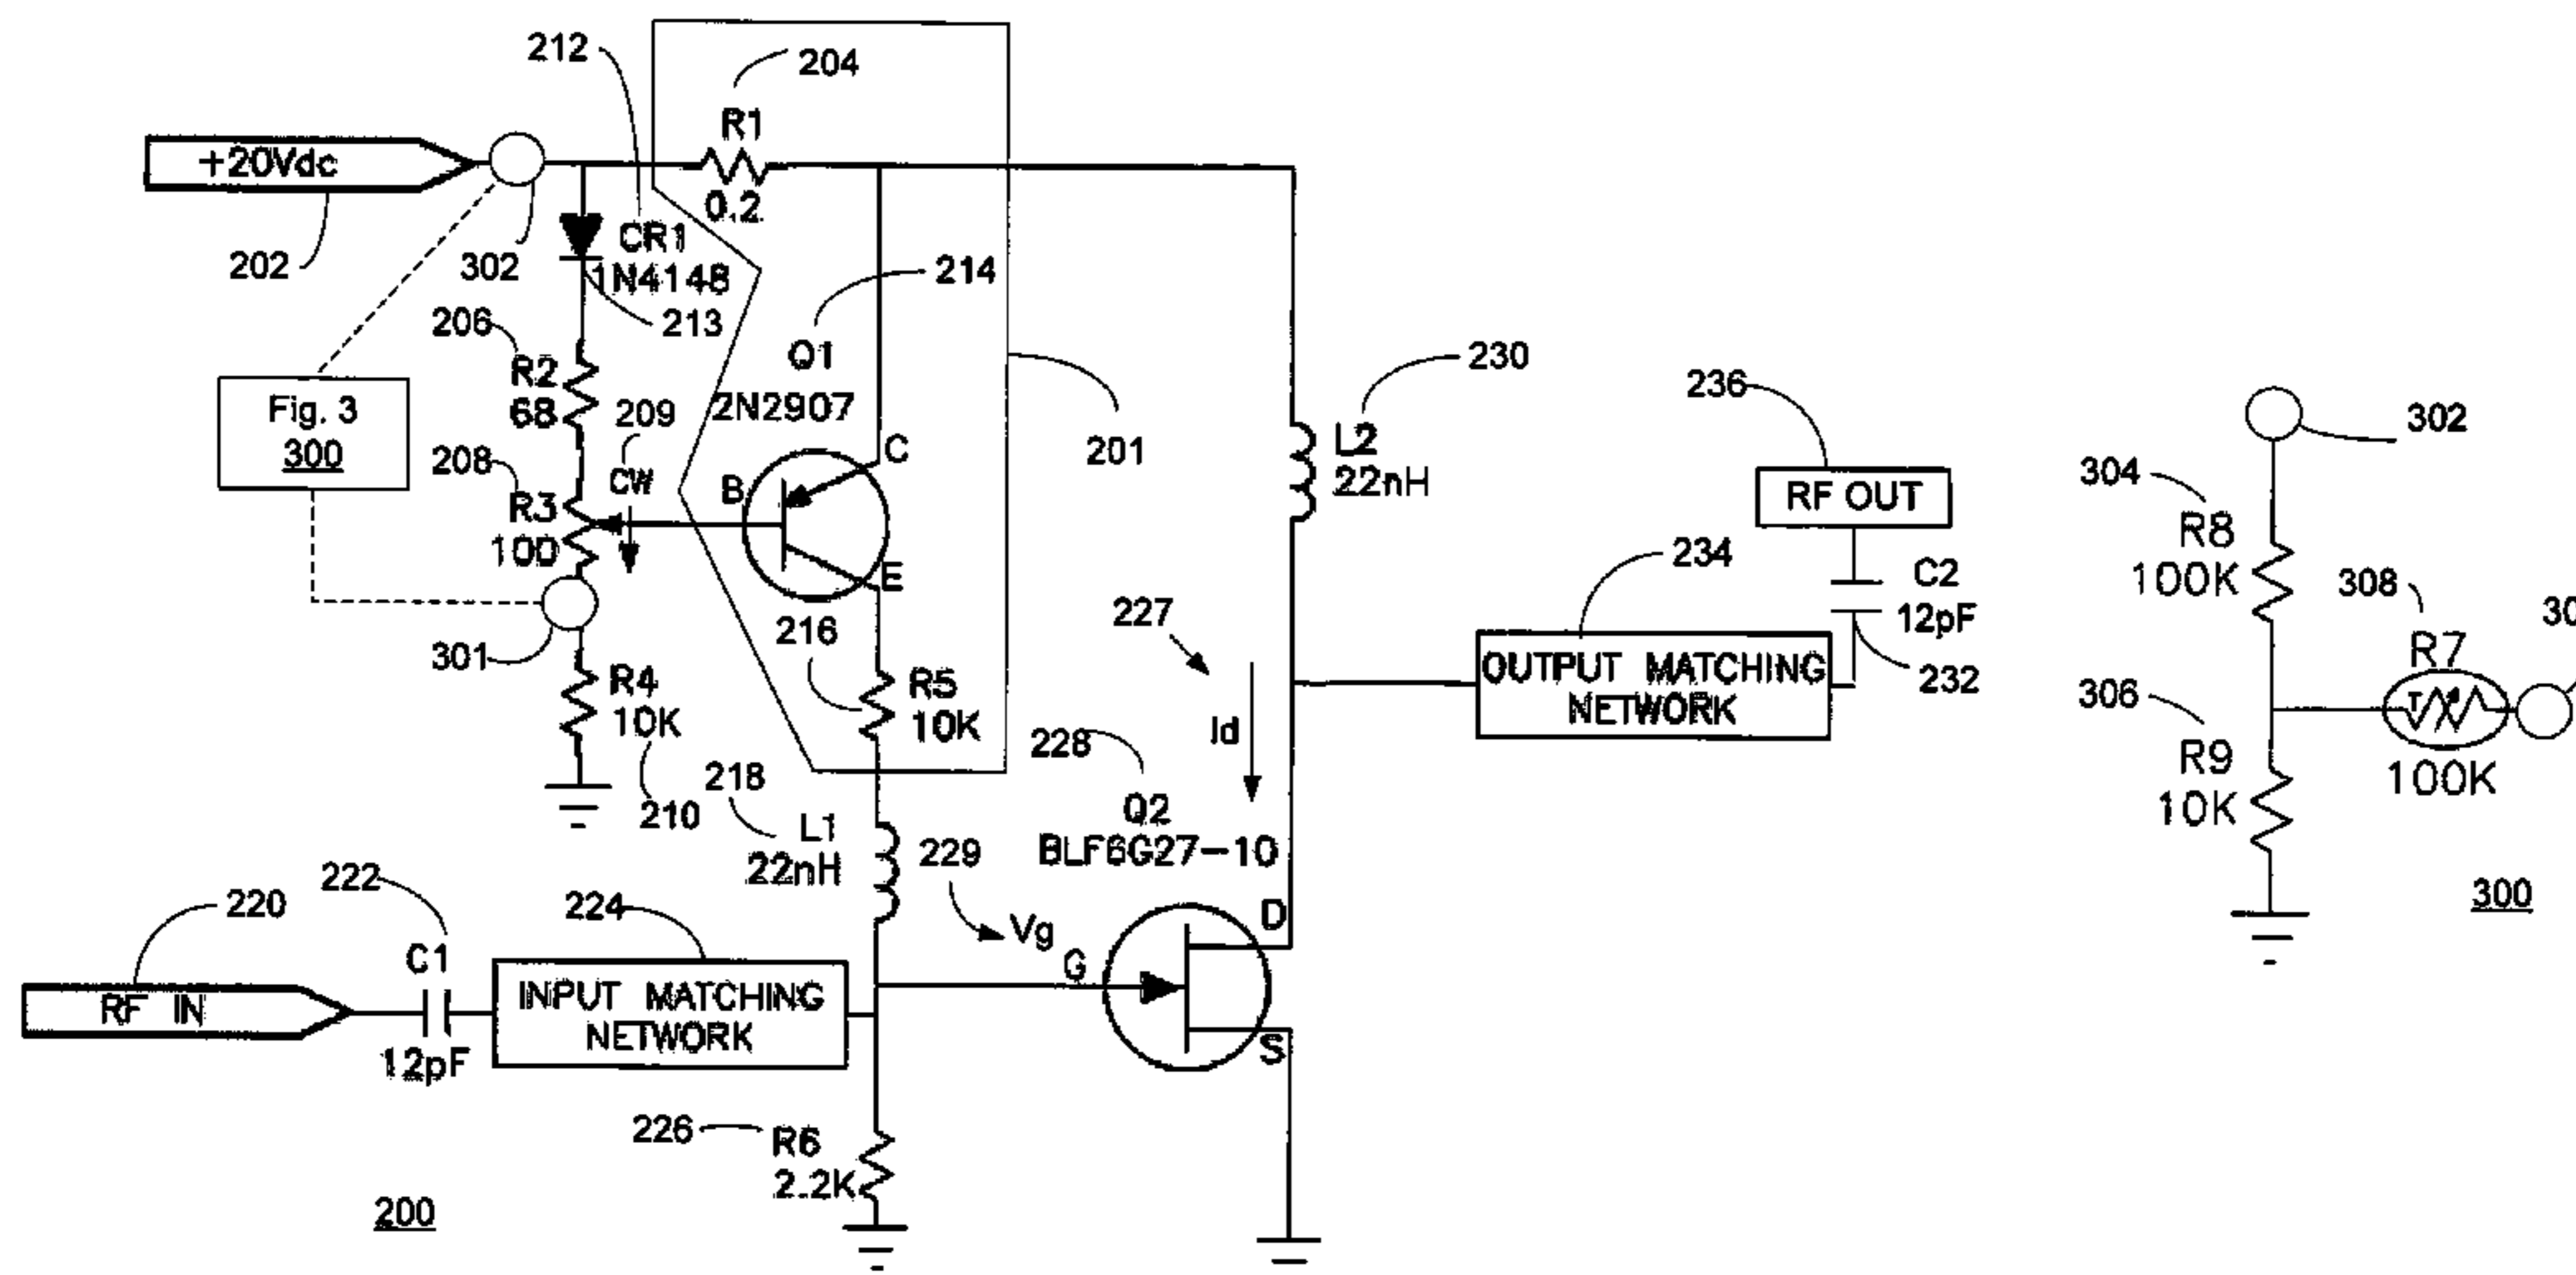 212
204
R1
0.2
+20Vdc
202
302
CR1
1N4148
213
214
206
R2
68
Q1
2N2907
Fig. 3
300
209
CW
208
R3
100
B
C
E
201
230
L2
22nH
236
RF OUT
234
C2
12pF
232
OUTPUT MATCHING
NETWORK
227
Id
216
R5
10K
301
R4
10K
210
218
L1
22nH
228
Q2
BLF6G27-10
229
Vg
G
D
S
220
RF IN
222
C1
12pF
224
INPUT MATCHING
NETWORK
226
R6
2.2K
200
302
304
R8
100K
308
R7
100K
306
R9
10K
300